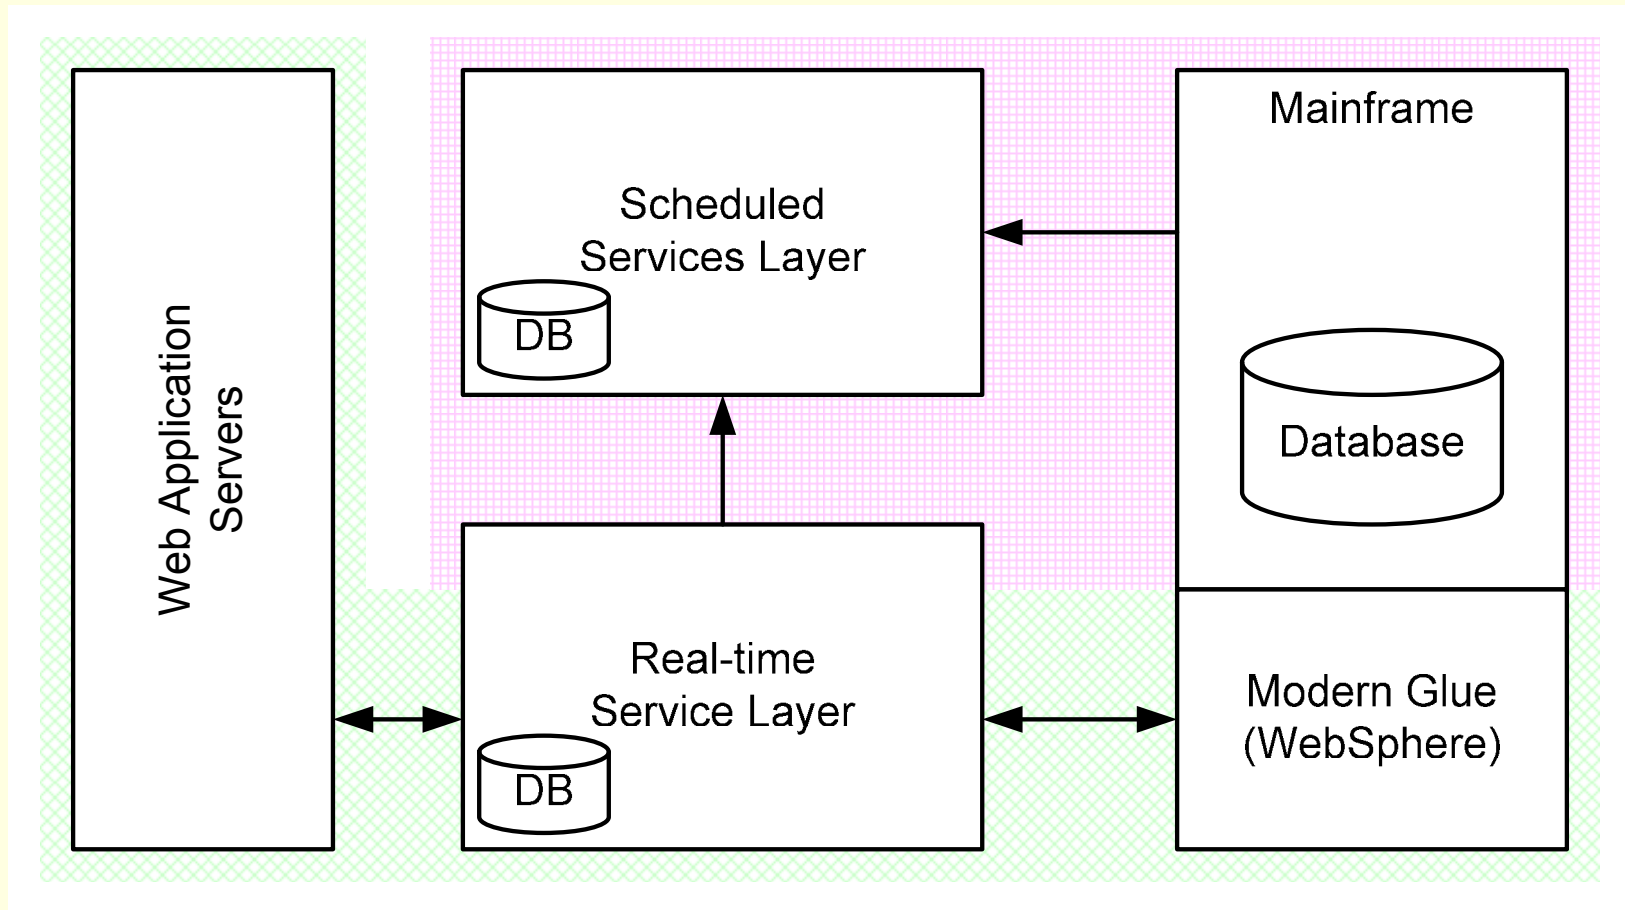 Web Application
Servers
Scheduled
Services Layer
DB
Mainframe
Database
Real-time
Service Layer
DB
Modern Glue
(WebSphere)